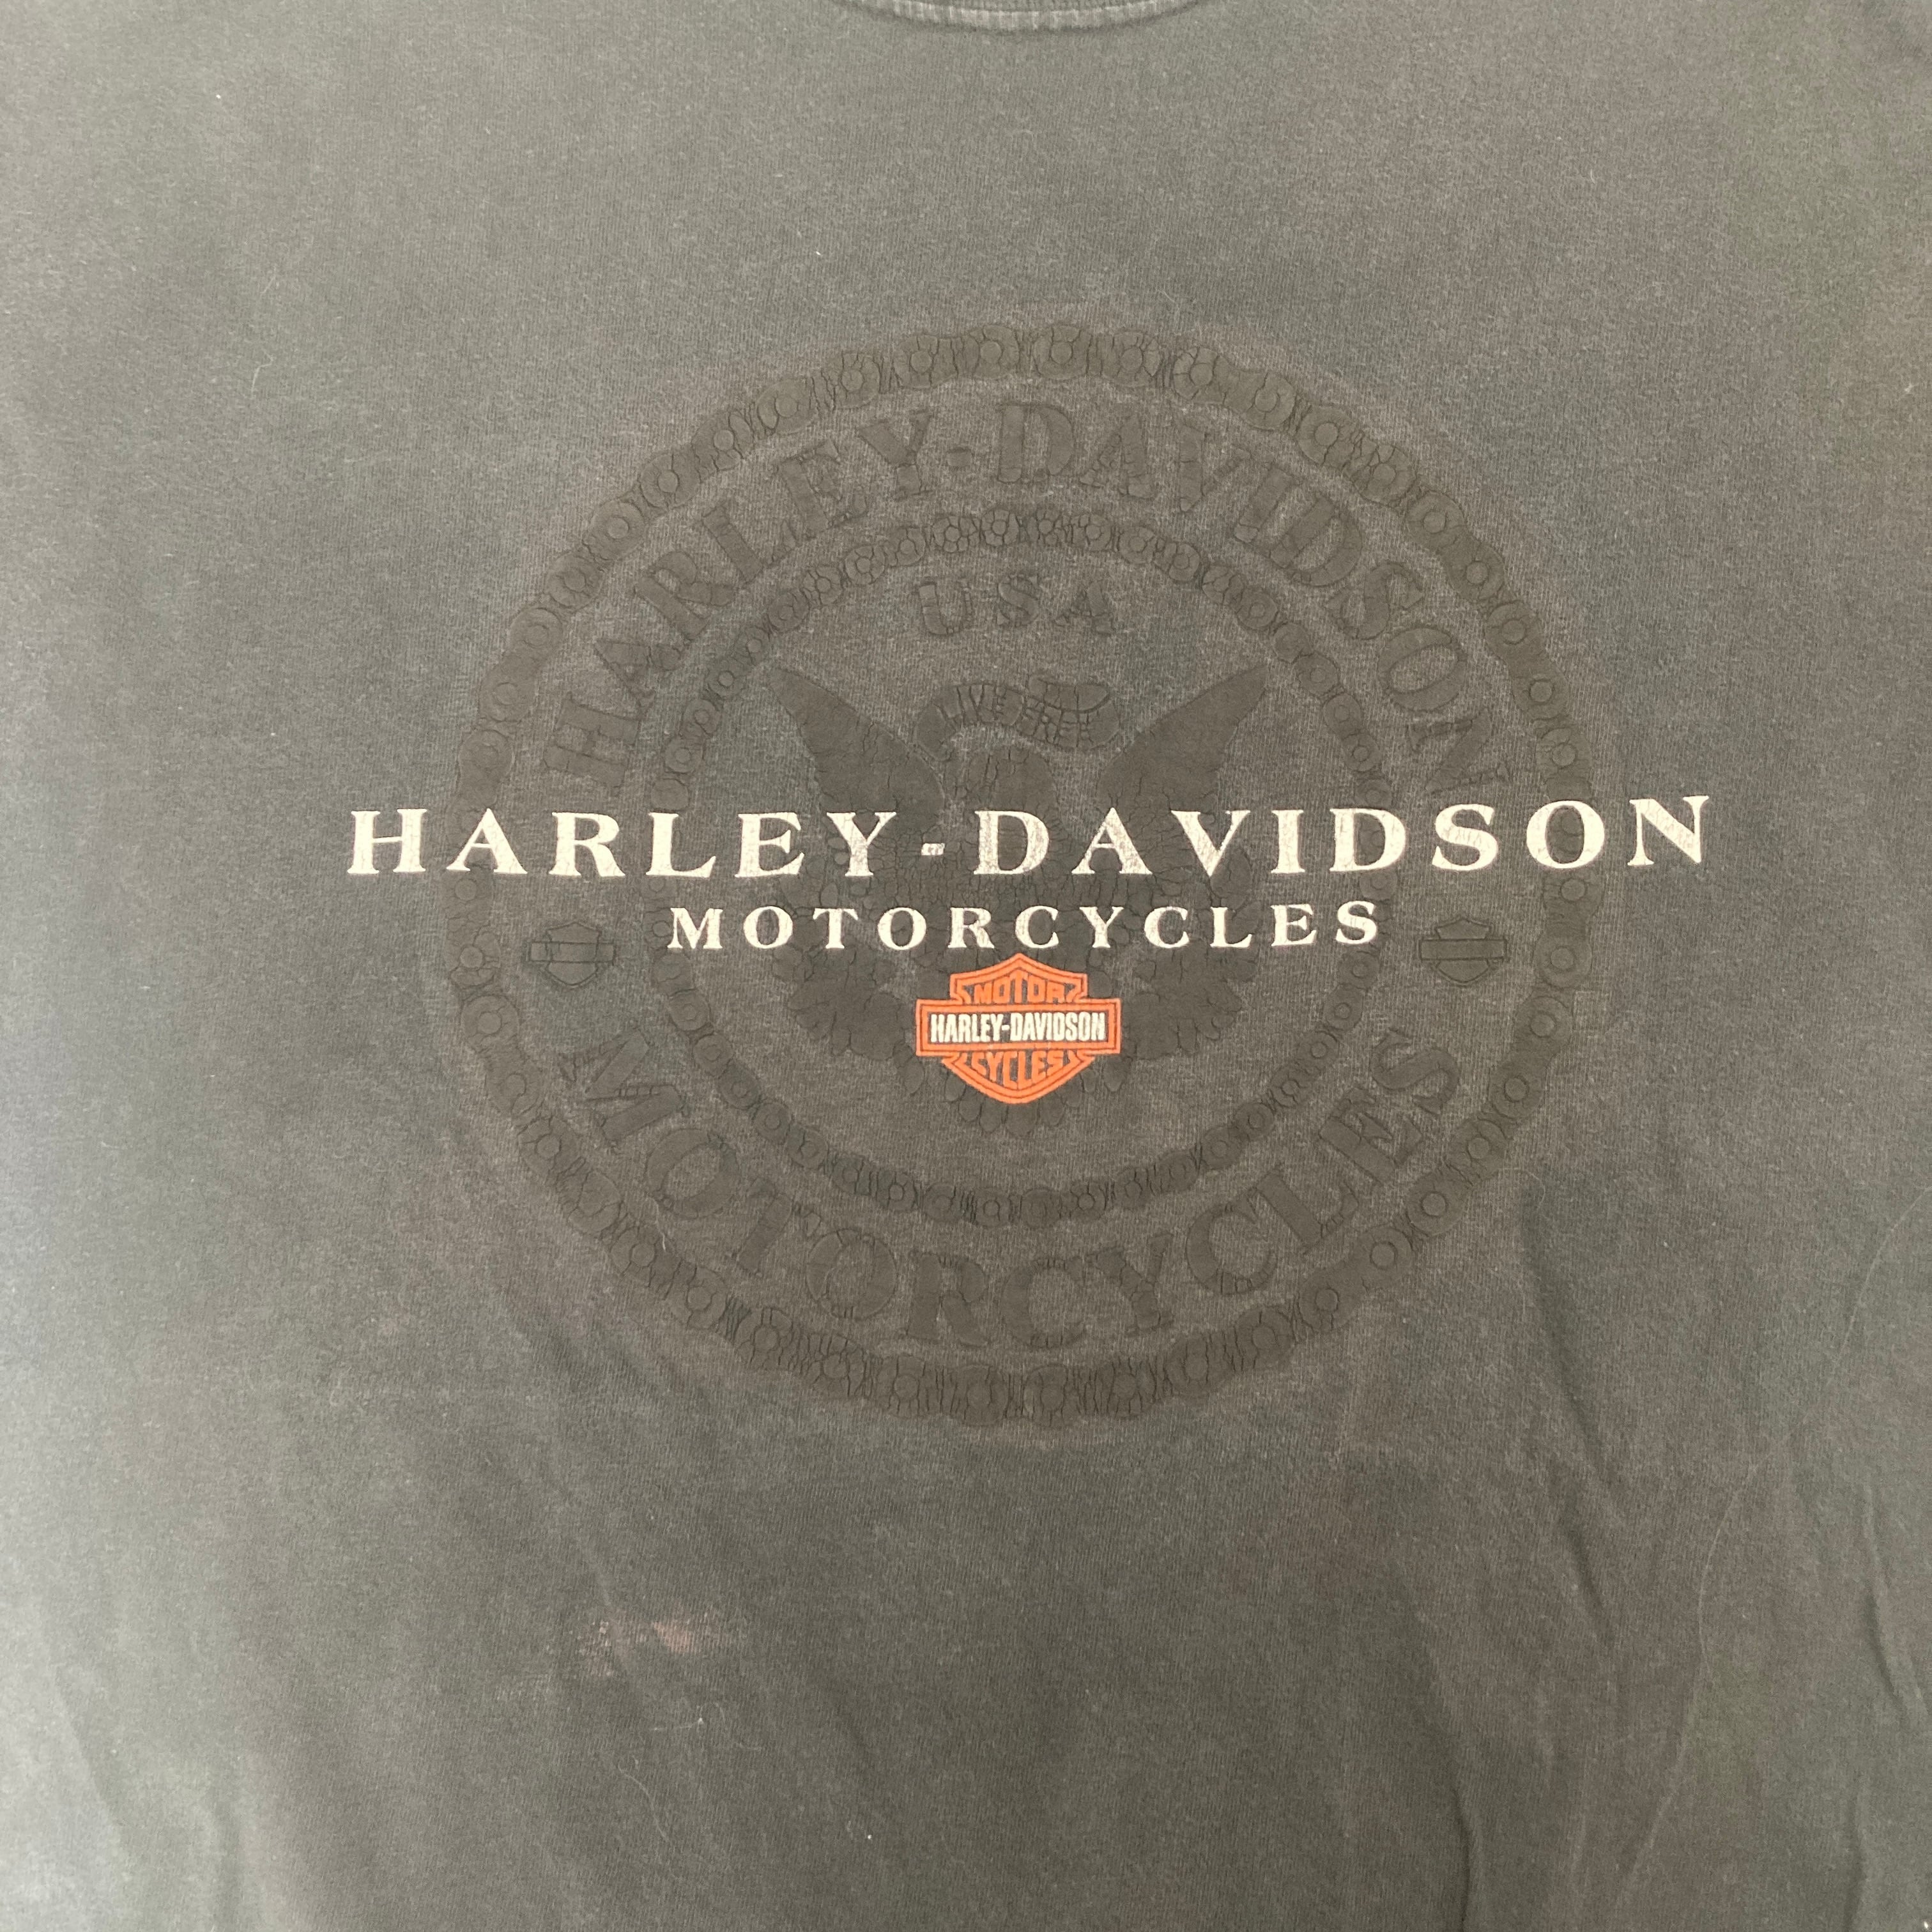 HARLEY-DAVIDSON
USA
LIVE FREE
HARLEY-DAVIDSON
MOTORCYCLES
MOTOR
HARLEY-DAVIDSON
CYCLES
MOTORCYCLES